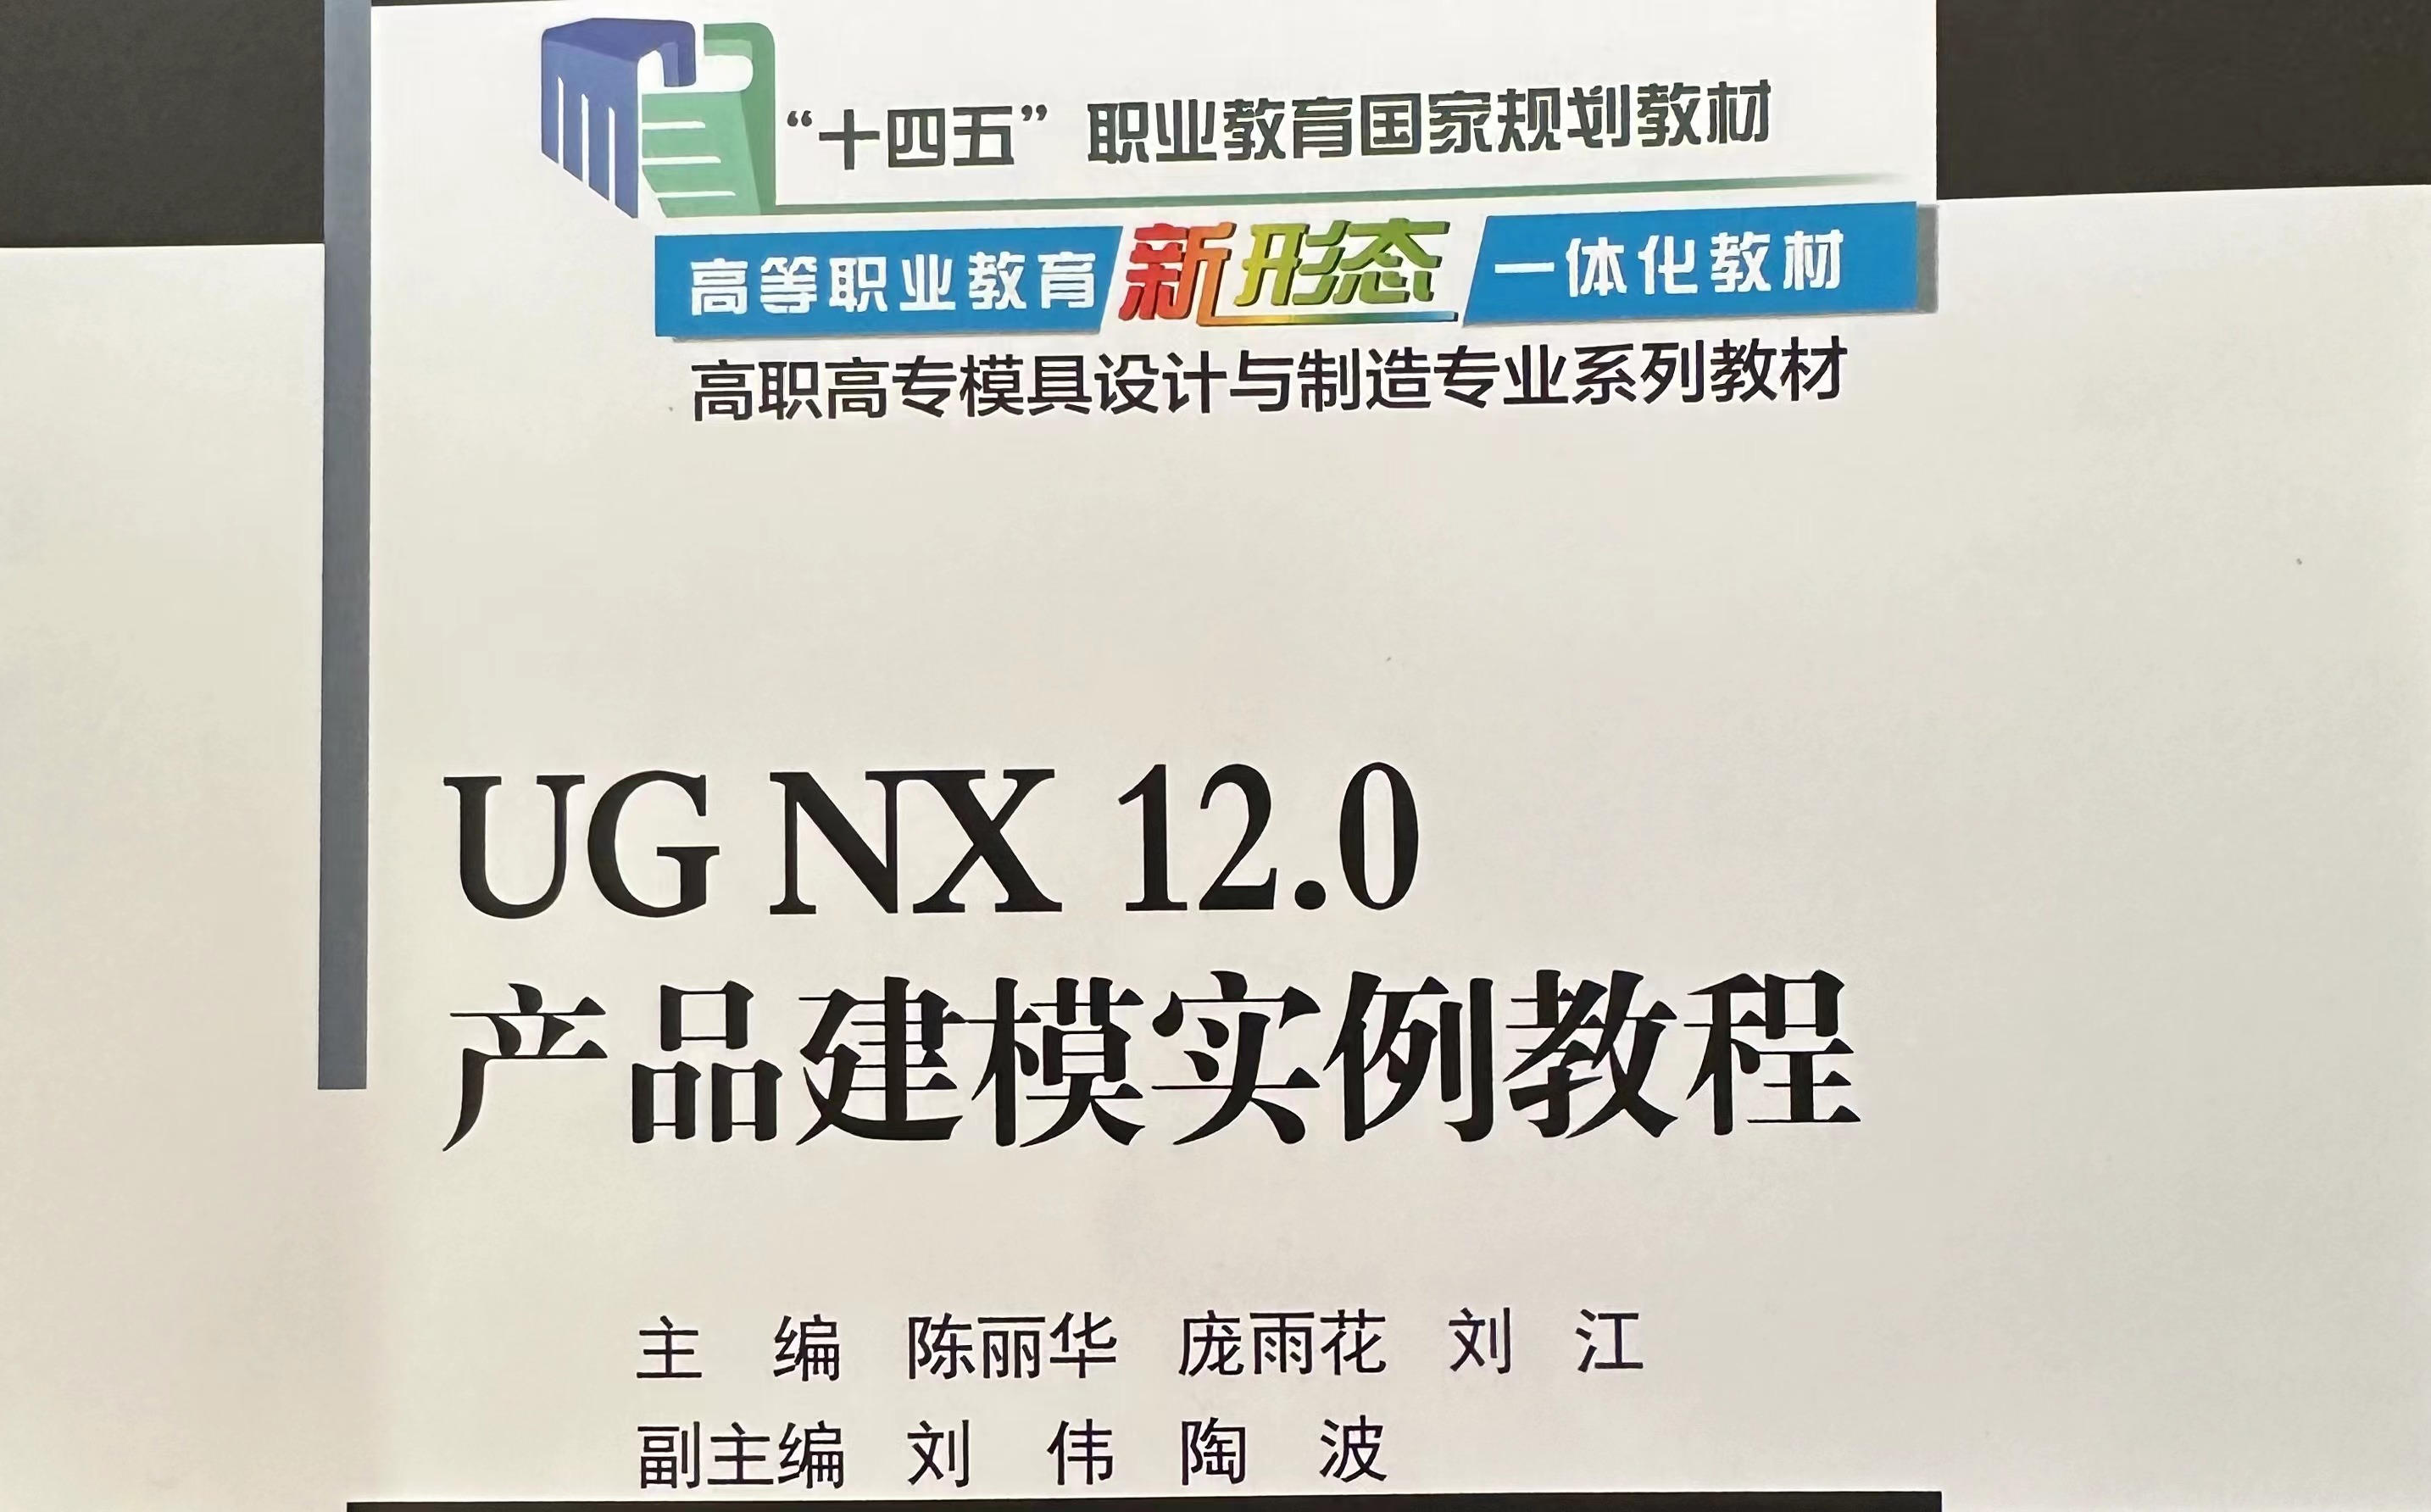 “十四五”职业教育国家规划教材
高等职业教育新形态一体化教材
高职高专模具设计与制造专业系列教材
UG NX 12.0
产品建模实例教程
主 编 陈丽华 庞雨花 刘 江
副主编 刘 伟 陶 波